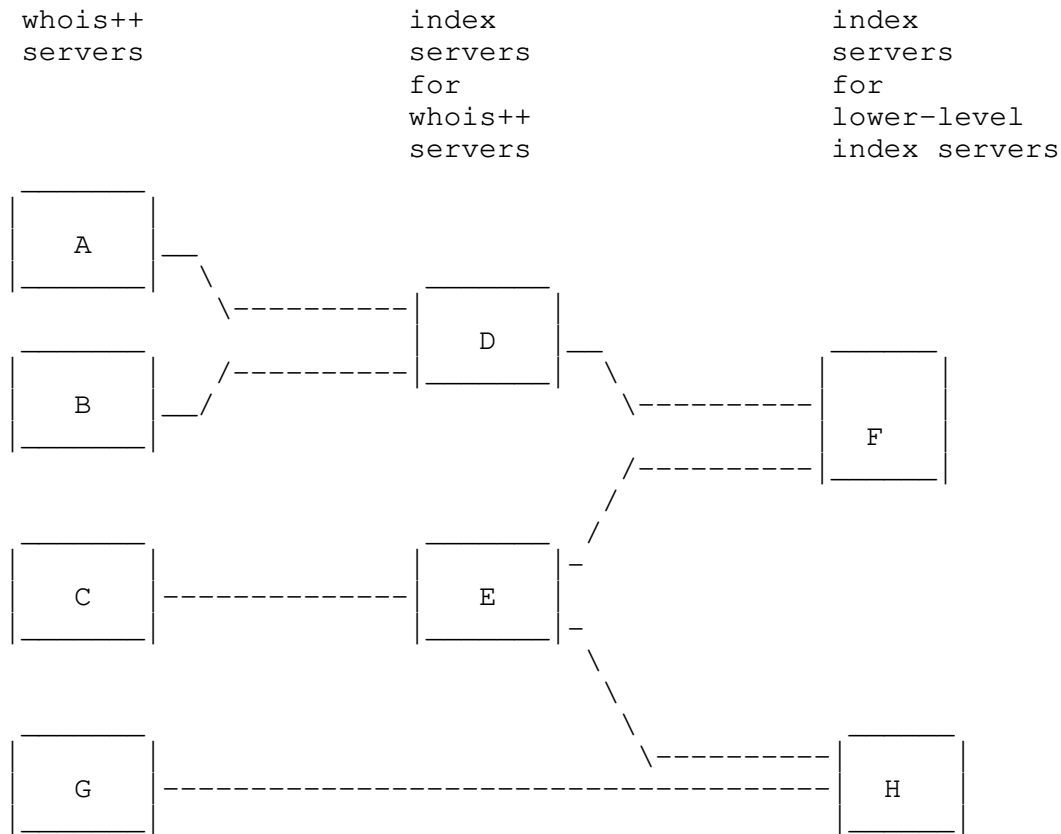 whois++ index index
servers servers servers
for for
whois++ lower-level
servers index servers
A
D
B
F
C E
G H